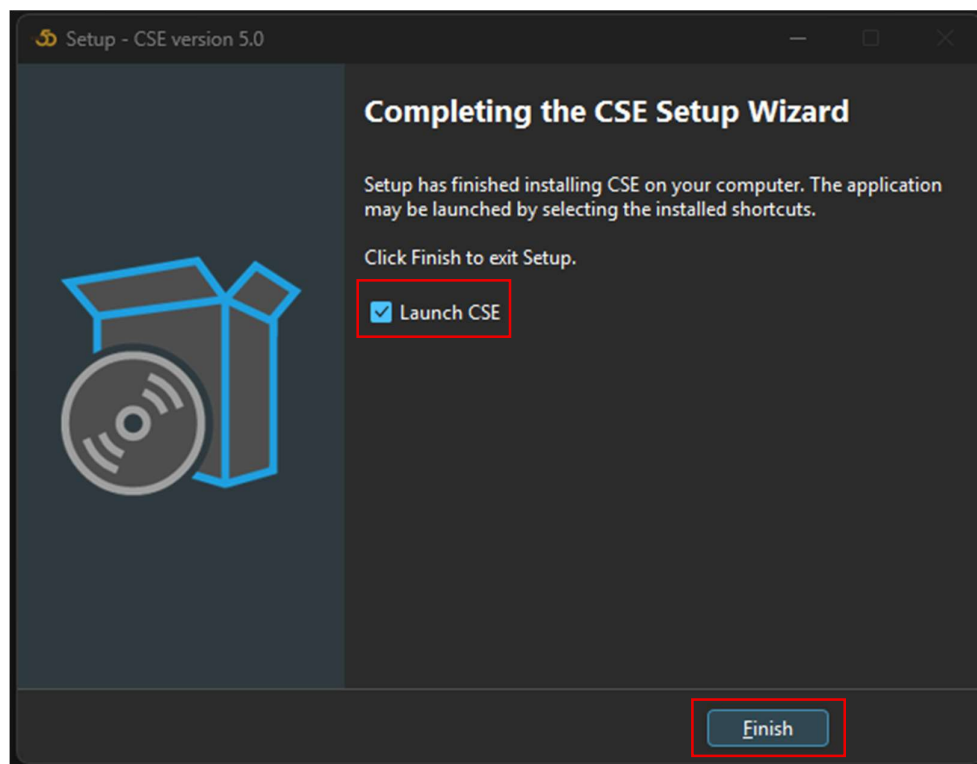 Setup - CSE version 5.0
Completing the CSE Setup Wizard
Setup has finished installing CSE on your computer. The application
may be launched by selecting the installed shortcuts.
Click Finish to exit Setup.
Launch CSE
Finish